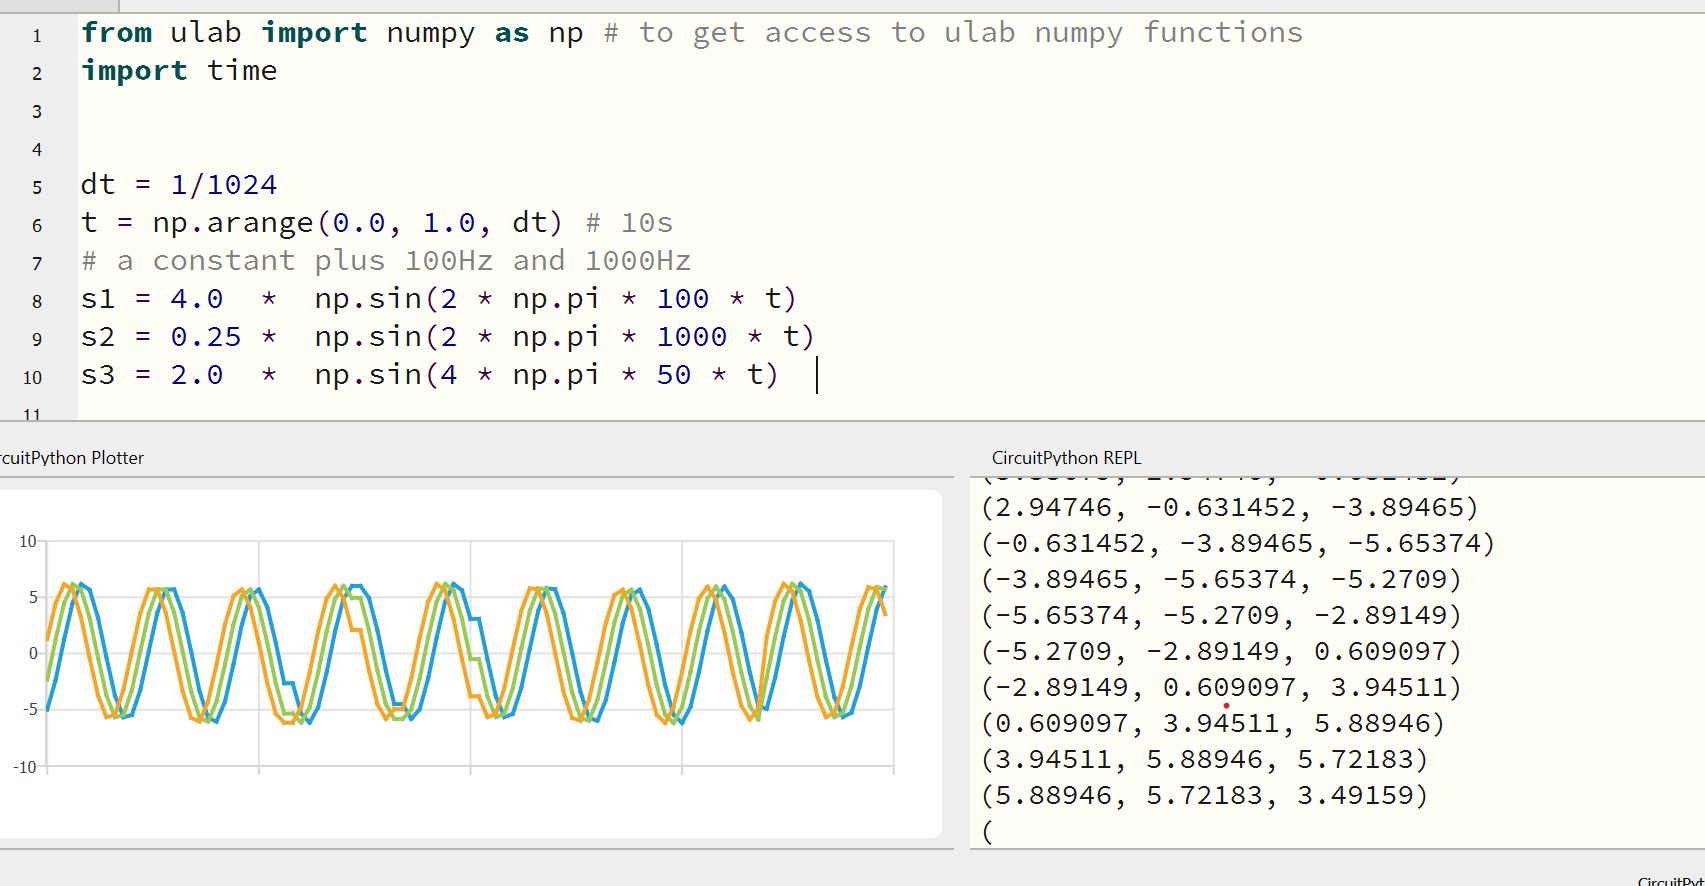 1 from ulab import numpy as np # to get access to ulab numpy functions
2 import time
3
4
5 dt = 1/1024
6 t = np.arange(0.0, 1.0, dt) # 10s
7 # a constant plus 100Hz and 1000Hz
8 s1 = 4.0 * np.sin(2 * np.pi * 100 * t)
9 s2 = 0.25 * np.sin(2 * np.pi * 1000 * t)
10 s3 = 2.0 * np.sin(4 * np.pi * 50 * t)
11
rcuitPython Plotter
10
5
0
-5
-10
CircuitPython REPL
(2.94746, -0.631452, -3.89465)
(-0.631452, -3.89465, -5.65374)
(-3.89465, -5.65374, -5.2709)
(-5.65374, -5.2709, -2.89149)
(-5.2709, -2.89149, 0.609097)
(-2.89149, 0.609097, 3.94511)
(0.609097, 3.94511, 5.88946)
(3.94511, 5.88946, 5.72183)
(5.88946, 5.72183, 3.49159)
(